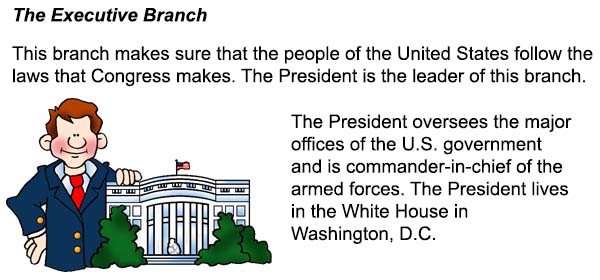 The Executive Branch
This branch makes sure that the people of the United States follow the
laws that Congress makes. The President is the leader of this branch.
The President oversees the major
offices of the U.S. government
and is commander-in-chief of the
armed forces. The President lives
in the White House in
Washington, D.C.